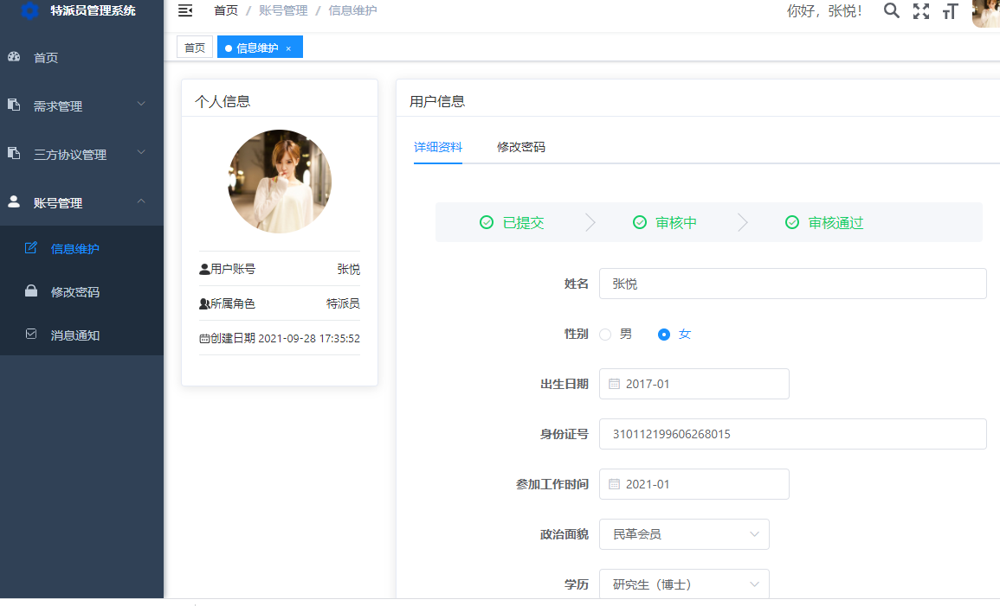 特派员管理系统
首页 / 账号管理 / 信息维护
你好，张悦！
首页
信息维护 ×
首页
需求管理
三方协议管理
账号管理
信息维护
修改密码
消息通知
个人信息
用户账号 张悦
所属角色 特派员
创建日期 2021-09-28 17:35:52
用户信息
详细资料 修改密码
已提交 审核中 审核通过
姓名 张悦
性别 男 女
出生日期 2017-01
身份证号 310112199606268015
参加工作时间 2021-01
政治面貌 民革会员
学历 研究生（博士）